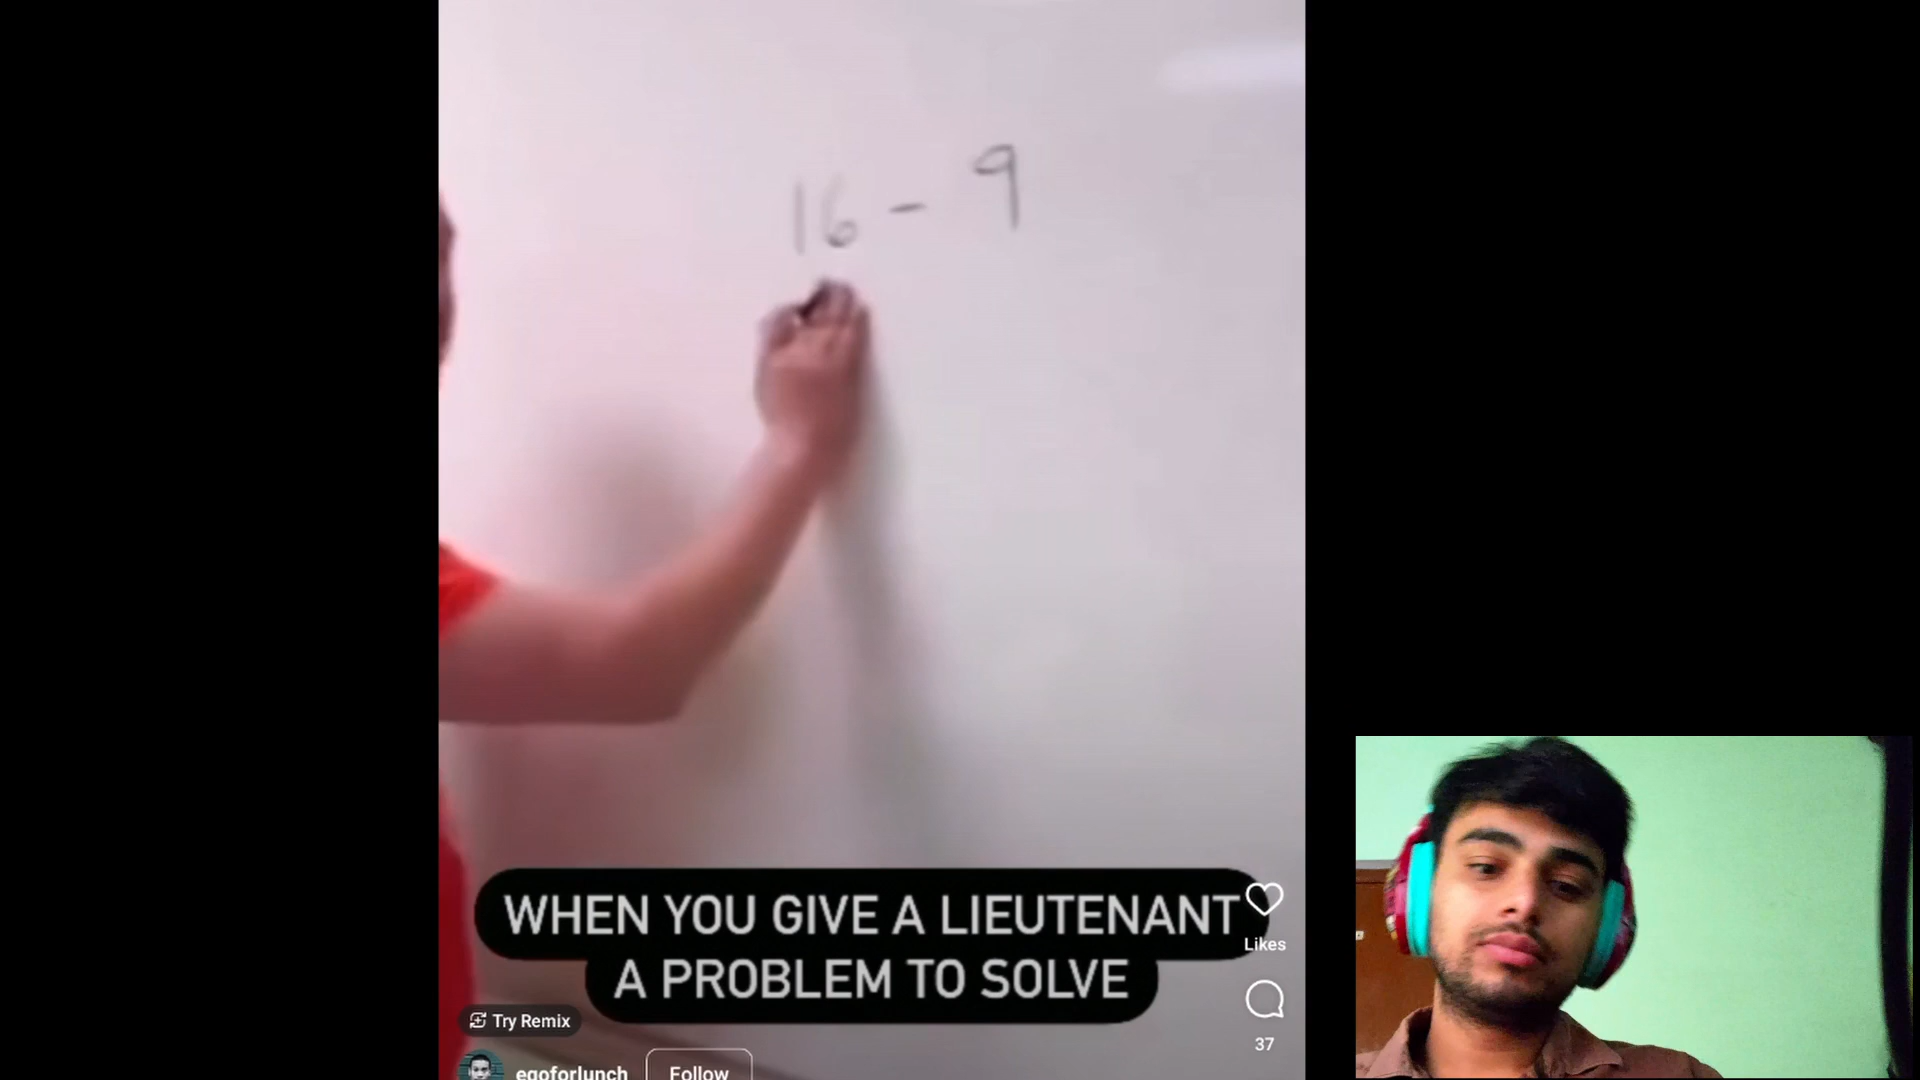 16 - 9
WHEN YOU GIVE A LIEUTENANT
A PROBLEM TO SOLVE
Likes
Try Remix
37
egoforlunch
Follow